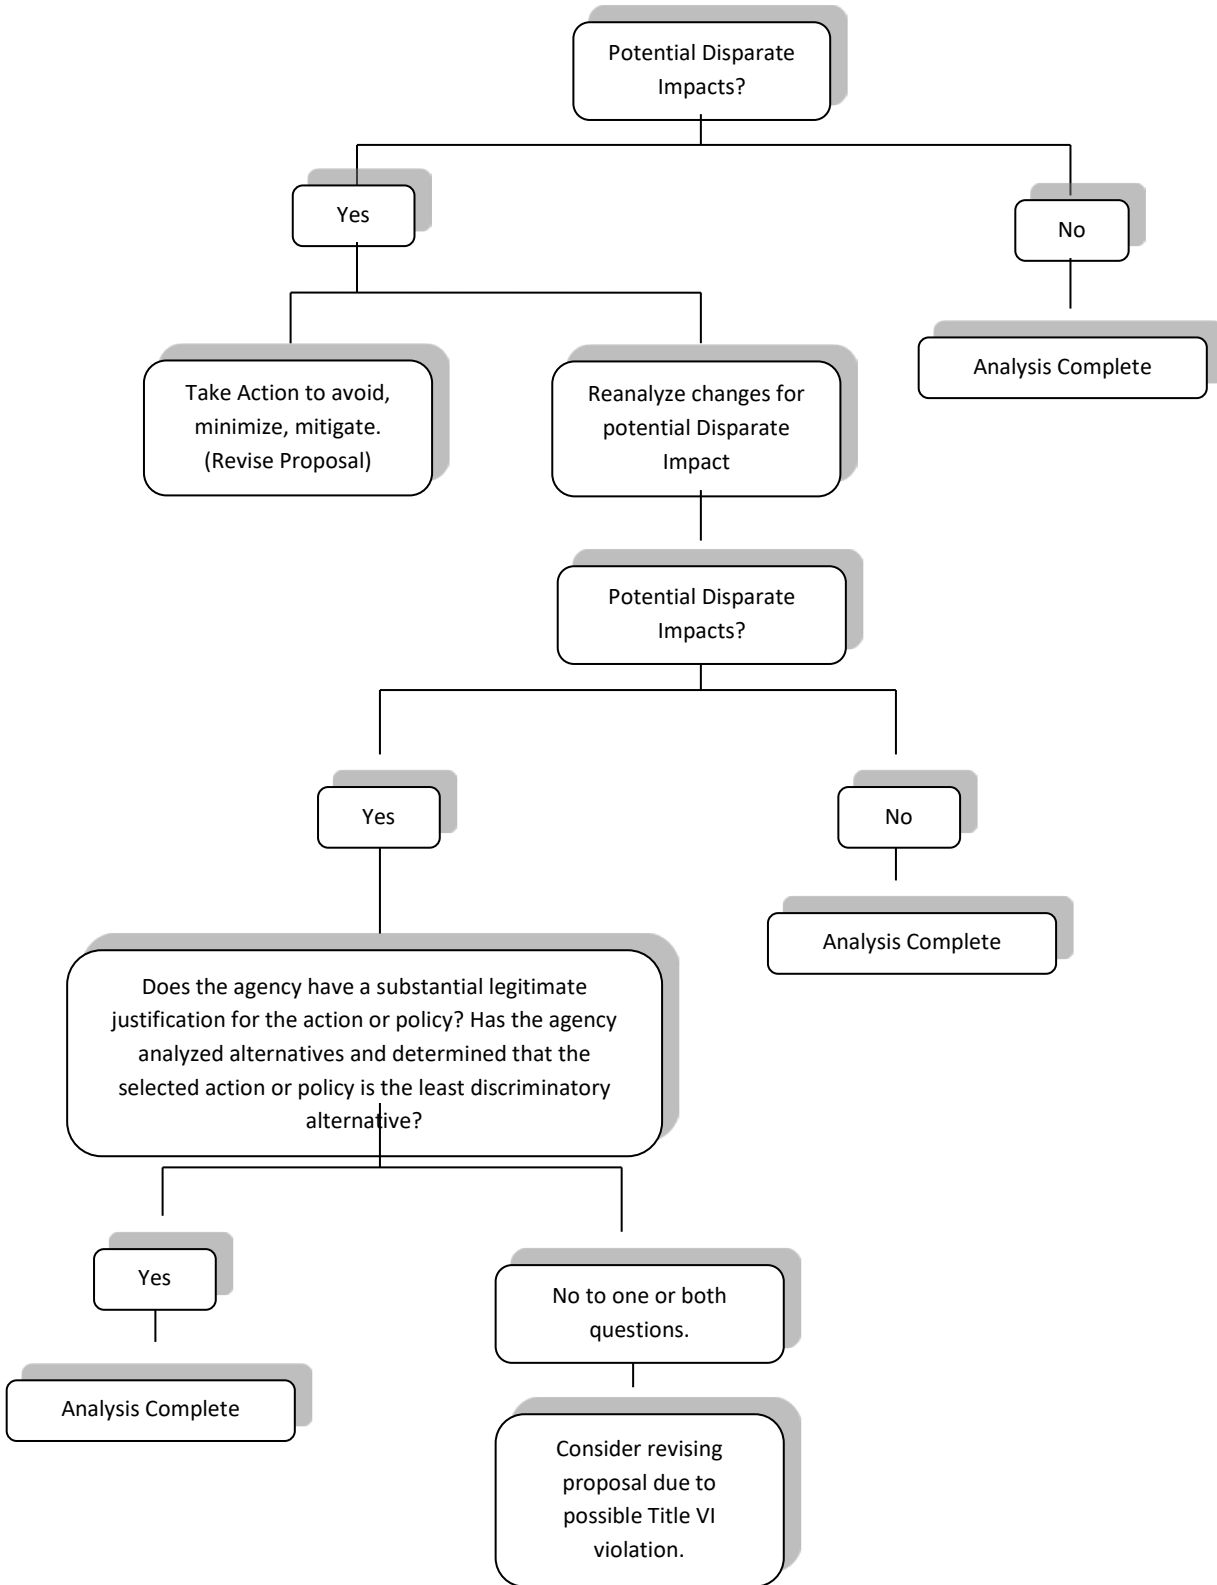 Potential Disparate
Impacts?
Yes
No
Analysis Complete
Take Action to avoid,
minimize, mitigate.
(Revise Proposal)
Reanalyze changes for
potential Disparate
Impact
Potential Disparate
Impacts?
Yes
No
Analysis Complete
Does the agency have a substantial legitimate
justification for the action or policy? Has the agency
analyzed alternatives and determined that the
selected action or policy is the least discriminatory
alternative?
Yes
No to one or both
questions.
Analysis Complete
Consider revising
proposal due to
possible Title VI
violation.